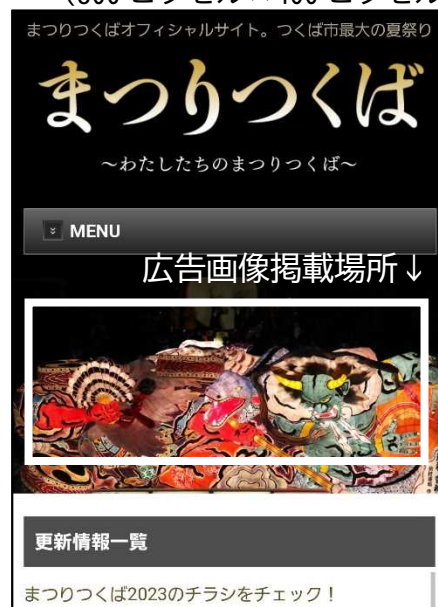 まつりつくばオフィシャルサイト。つくば市最大の夏祭り
まつりつくば
～わたしたちのまつりつくば～
MENU
広告画像掲載場所↓
更新情報一覧
まつりつくば2023のチラシをチェック！